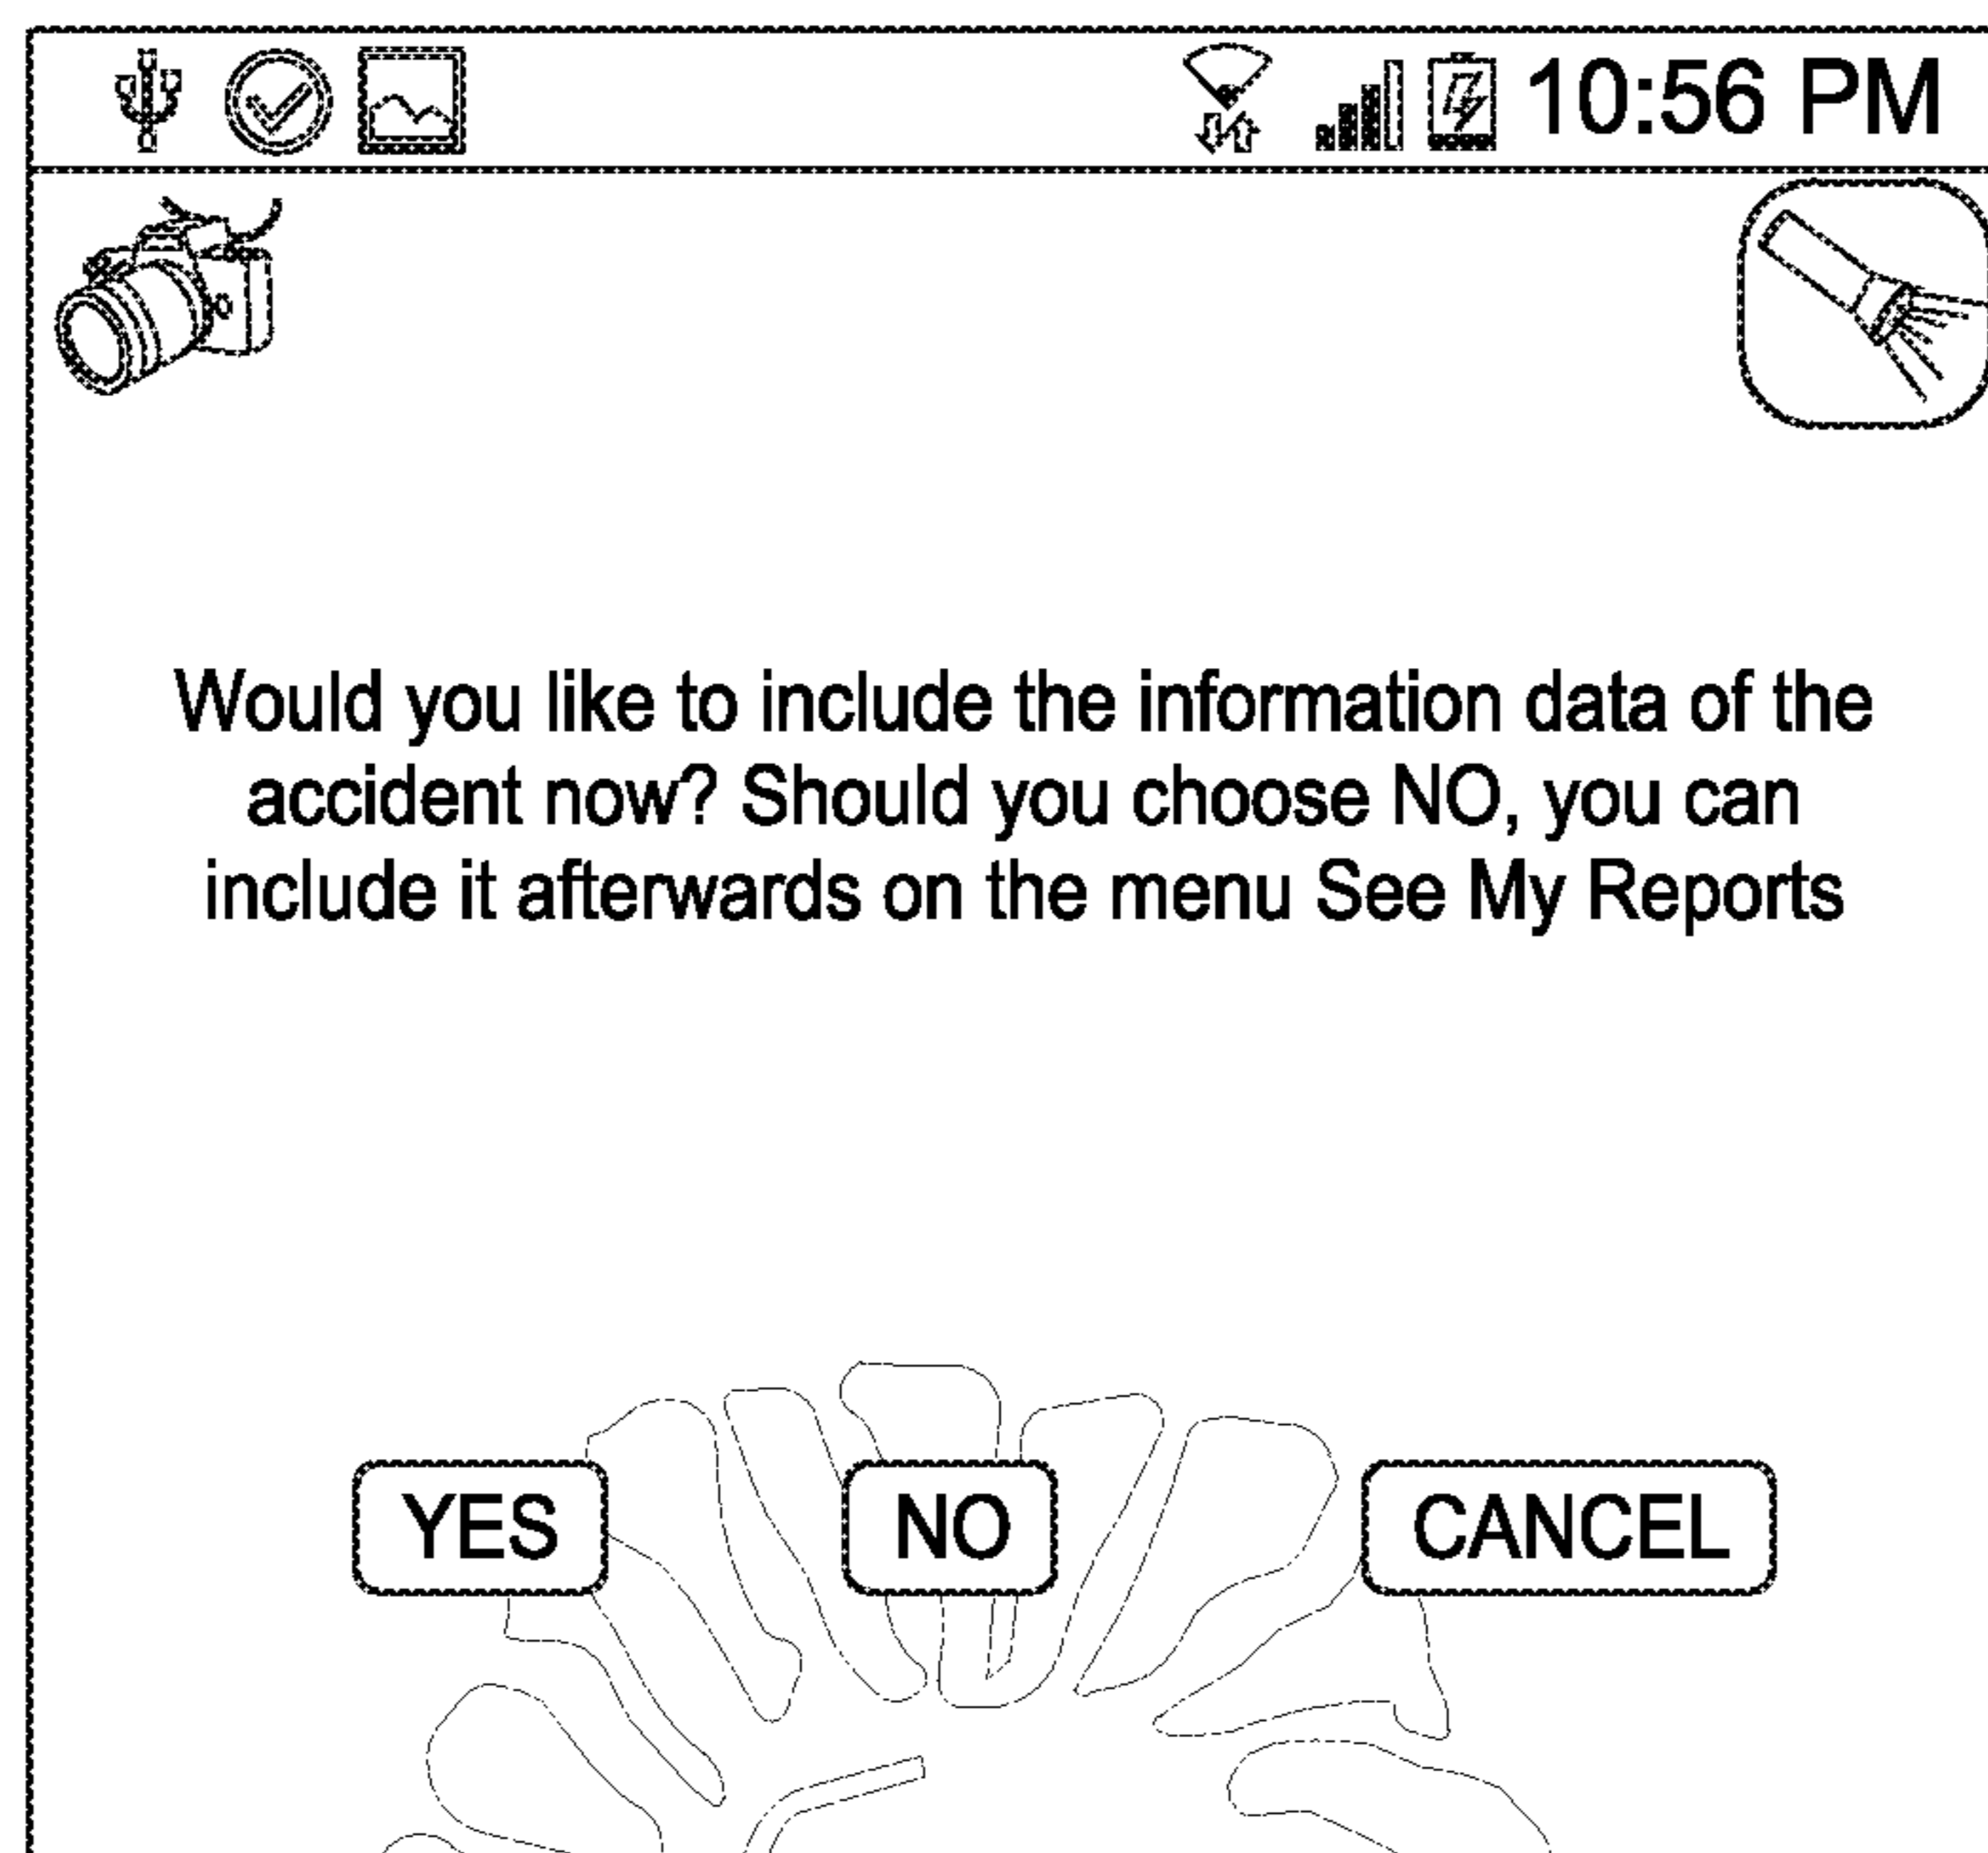 10:56 PM
Would you like to include the information data of the
accident now? Should you choose NO, you can
include it afterwards on the menu See My Reports
YES NO CANCEL